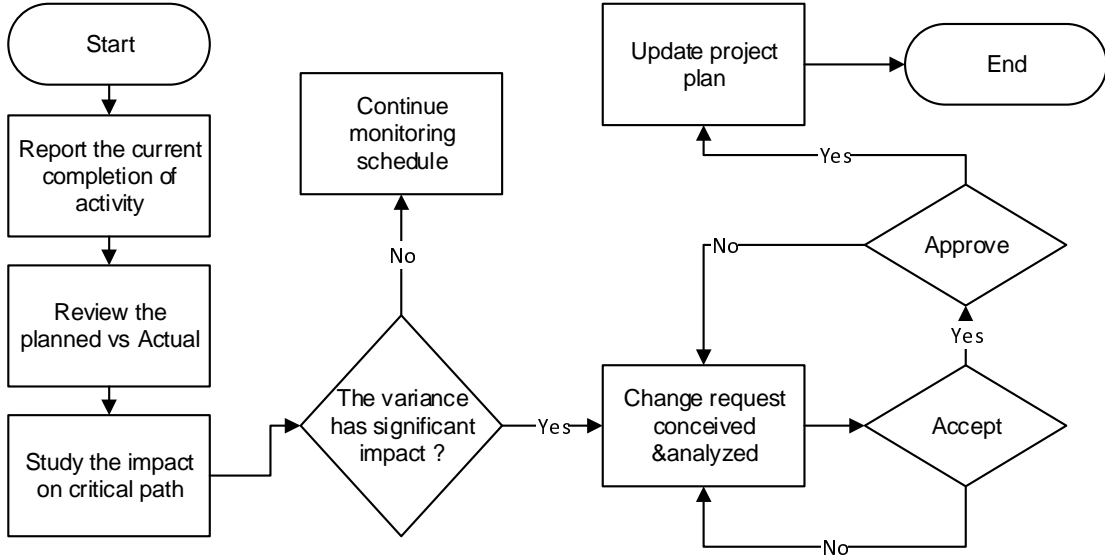 Start
Report the current
completion of
activity
Review the
planned vs Actual
Study the impact
on critical path
Continue
monitoring
schedule
No
The variance
has significant
impact ?
Yes
Update project
plan
End
Yes
Approve
No
Yes
Change request
conceived
&analyzed
Accept
No